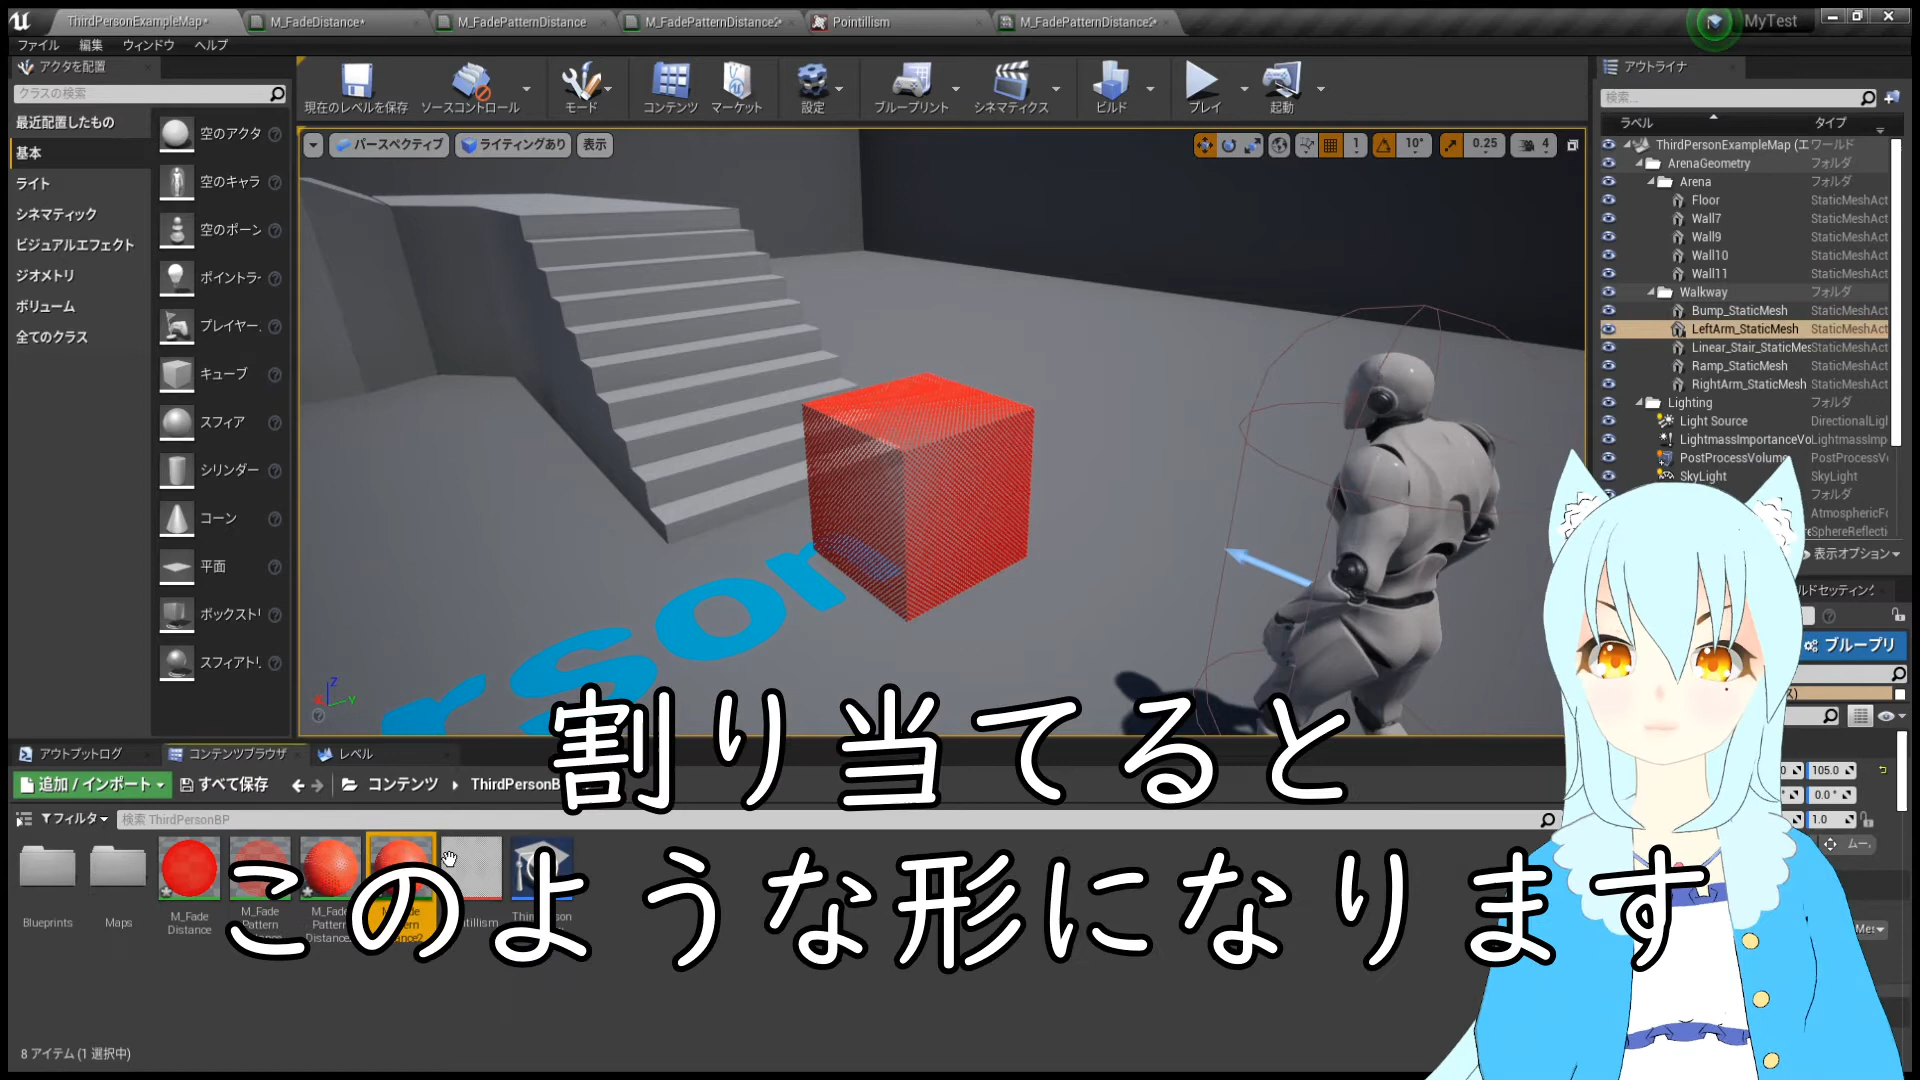 ThirdPersonExampleMap*
M_FadeDistance*
M_FadePatternDistance
M_FadePatternDistance2*
Pointillism
M_FadePatternDistance2*
MyTest
ファイル 編集 ウィンドウ ヘルプ
アクタを配置
クラスの検索
最近配置したもの
基本
ライト
シネマティック
ビジュアルエフェクト
ジオメトリ
ボリューム
全てのクラス
空のアクタ
空のキャラ
空のポーン
ポイントラ
プレイヤー
キューブ
スフィア
シリンダー
コーン
平面
ボックスト
スフィアト
現在のレベルを保存
ソースコントロール
モード
コンテンツ
マーケット
設定
ブループリント
シネマティクス
ビルド
プレイ
起動
パースペクティブ
ライティングあり
表示
1
10°
0.25
4
アウトライナ
検索...
ラベル タイプ
ThirdPersonExampleMap (エ ワールド
ArenaGeometry フォルダ
Arena フォルダ
Floor StaticMeshAct
Wall7 StaticMeshAct
Wall9 StaticMeshAct
Wall10 StaticMeshAct
Wall11 StaticMeshAct
Walkway フォルダ
Bump_StaticMesh StaticMeshAct
LeftArm_StaticMesh StaticMeshAct
Linear_Stair_StaticMes StaticMeshAct
Ramp_StaticMesh StaticMeshAct
RightArm_StaticMesh StaticMeshAct
Lighting フォルダ
Light Source DirectionalLigh
LightmassImportanceVo LightmassImp
PostProcessVolume PostProcessV
SkyLight SkyLight
フォルダ
AtmosphericF
SphereReflecti
表示オプション
ルドセッティング
ブループリ
105.0
0.0°
1.0
ムー
rSon
Z
Y
割り当てると
このような形になります
アウトプットログ
コンテンツブラウザ
レベル
追加 / インポート
すべて保存
コンテンツ
ThirdPersonB
フィルタ
検索 ThirdPersonBP
Blueprints
Maps
M_Fade
Distance
8 アイテム (1 選択中)